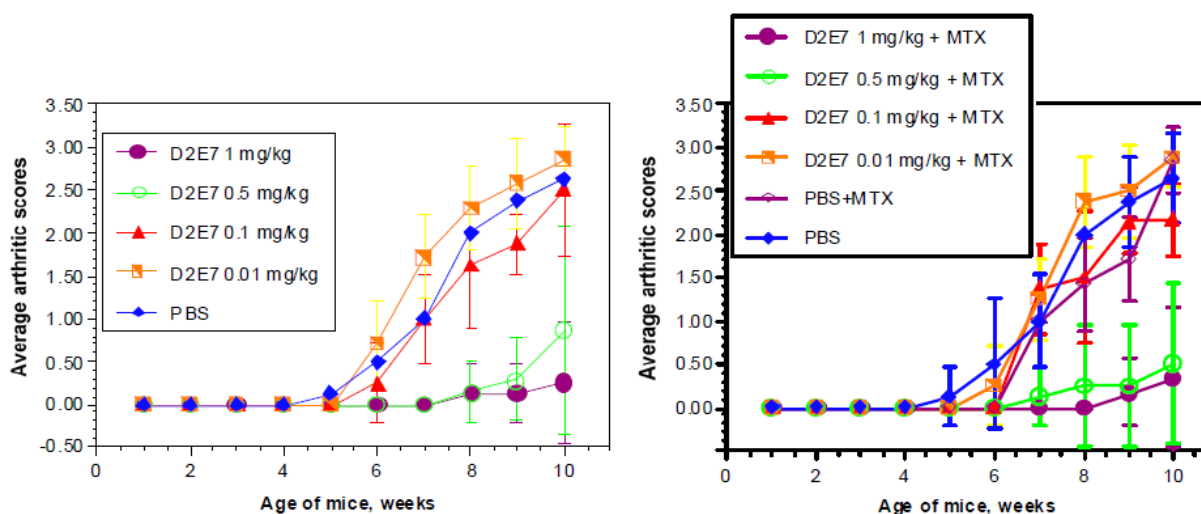 Average arthritic scores
3.50
3.00
2.50
2.00
1.50
1.00
0.50
0.00
-0.50
D2E7 1 mg/kg
D2E7 0.5 mg/kg
D2E7 0.1 mg/kg
D2E7 0.01 mg/kg
PBS
0 2 4 6 8 10
Age of mice, weeks
D2E7 1 mg/kg + MTX
D2E7 0.5 mg/kg + MTX
D2E7 0.1 mg/kg + MTX
D2E7 0.01 mg/kg + MTX
PBS+MTX
PBS
Average arthritic scores
3.50
3.00
2.50
2.00
1.50
1.00
0.50
0.00
0 2 4 6 8 10
Age of mice, weeks